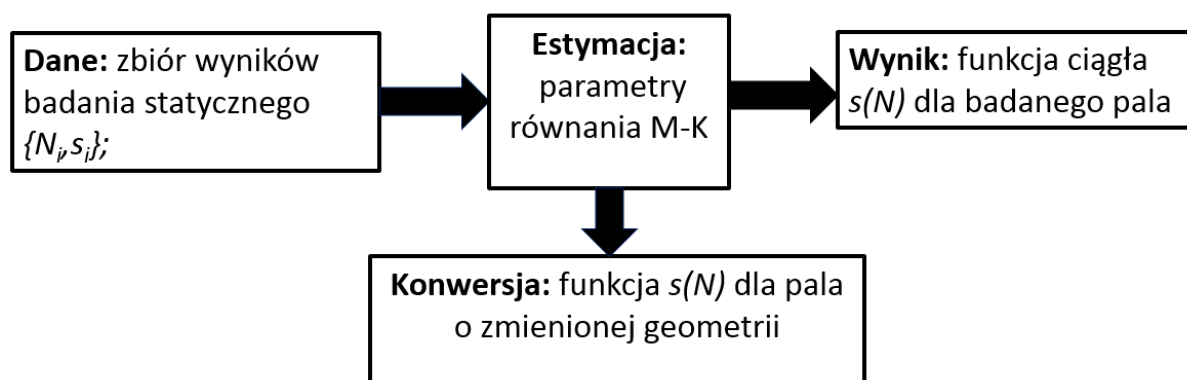 Dane: zbiór wyników
badania statycznego
{Nᵢ,sᵢ};
Estymacja:
parametry
równania M-K
Wynik: funkcja ciągła
s(N) dla badanego pala
Konwersja: funkcja s(N) dla pala
o zmienionej geometrii